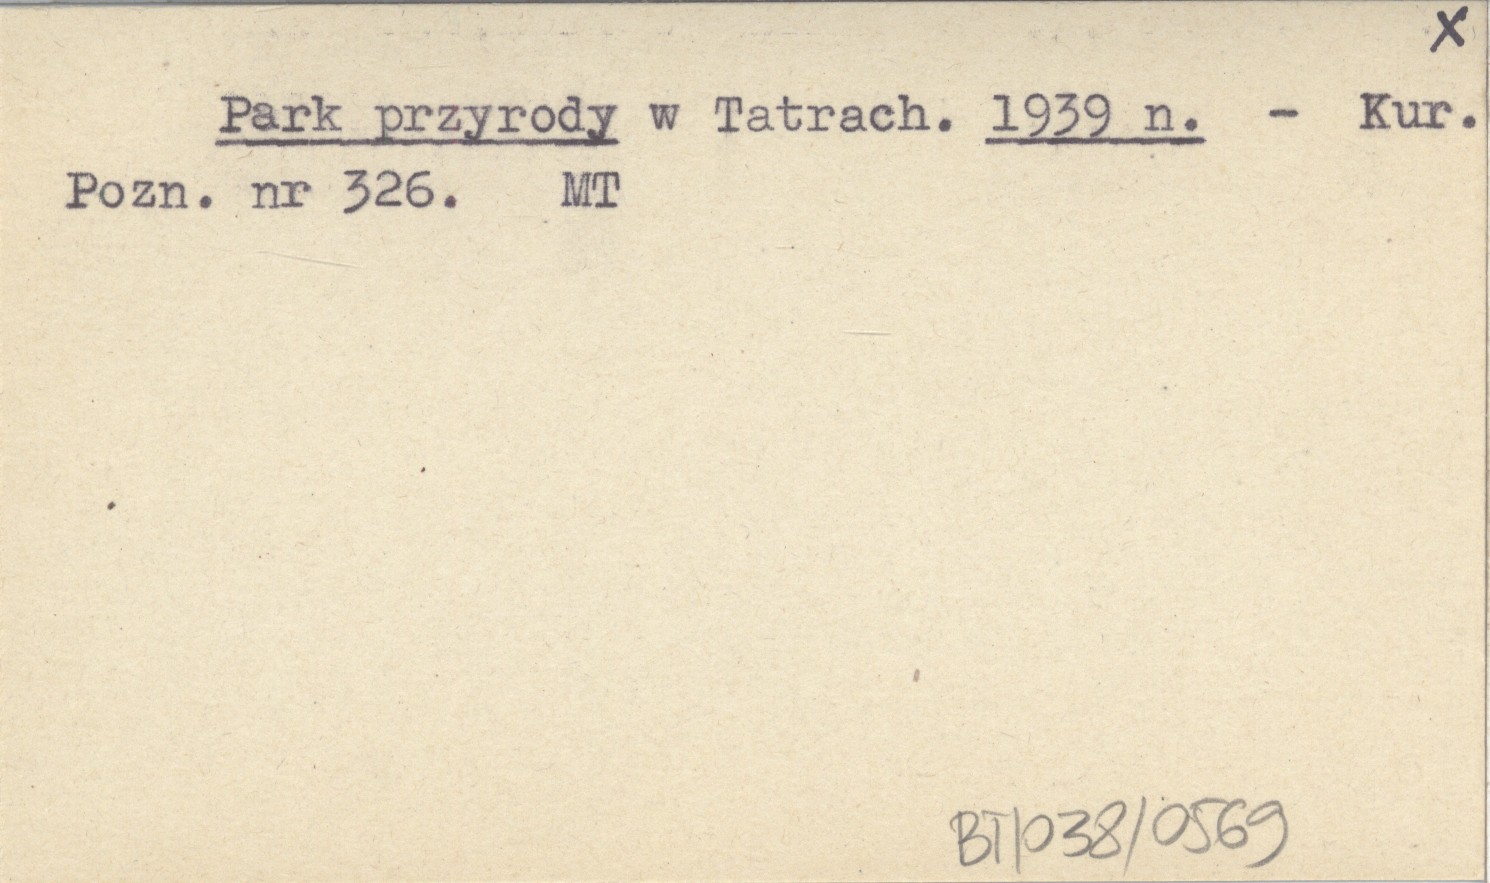 x
Park przyrody w Tatrach. 1939 n. - Kur.
Pozn. nr 326. MT
BT/038/0569